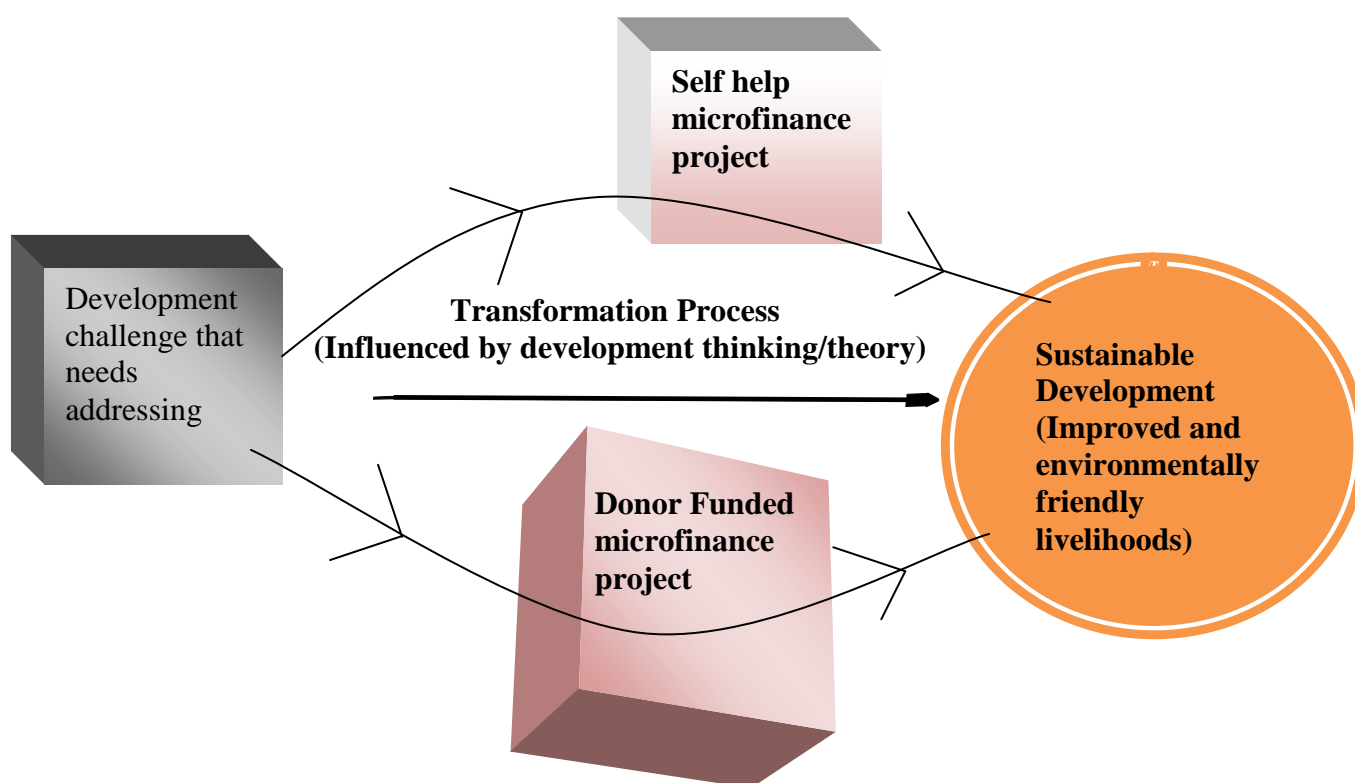 Self help
microfinance
project
Development
challenge that
needs
addressing
Transformation Process
(Influenced by development thinking/theory)
Sustainable
Development
(Improved and
environmentally
friendly
livelihoods)
Donor Funded
microfinance
project